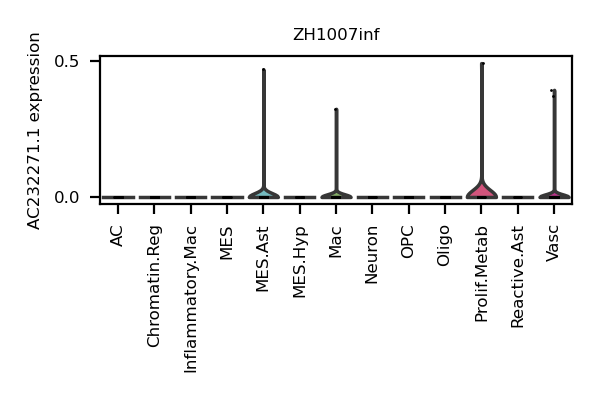 ZH1007inf
AC232271.1 expression
0.5
0.0
AC
Chromatin.Reg
Inflammatory.Mac
MES
MES.Ast
MES.Hyp
Mac
Neuron
OPC
Oligo
Prolif.Metab
Reactive.Ast
Vasc